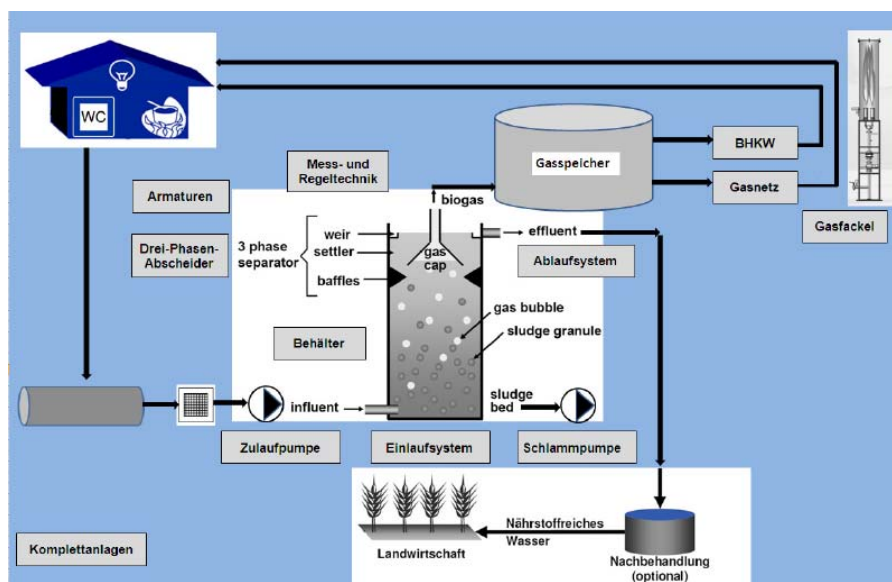 WC
Mess- und
Regeltechnik
Gasspeicher
BHKW
Gasnetz
Gasfackel
Armaturen
biogas
Drei-Phasen-
Abscheider
3 phase
separator
weir
settler
baffles
gas
cap
effluent
Ablaufsystem
gas bubble
sludge granule
Behälter
influent
sludge
bed
Zulaufpumpe
Einlaufsystem
Schlammpumpe
Komplettanlagen
Landwirtschaft
Nährstoffreiches
Wasser
Nachbehandlung
(optional)